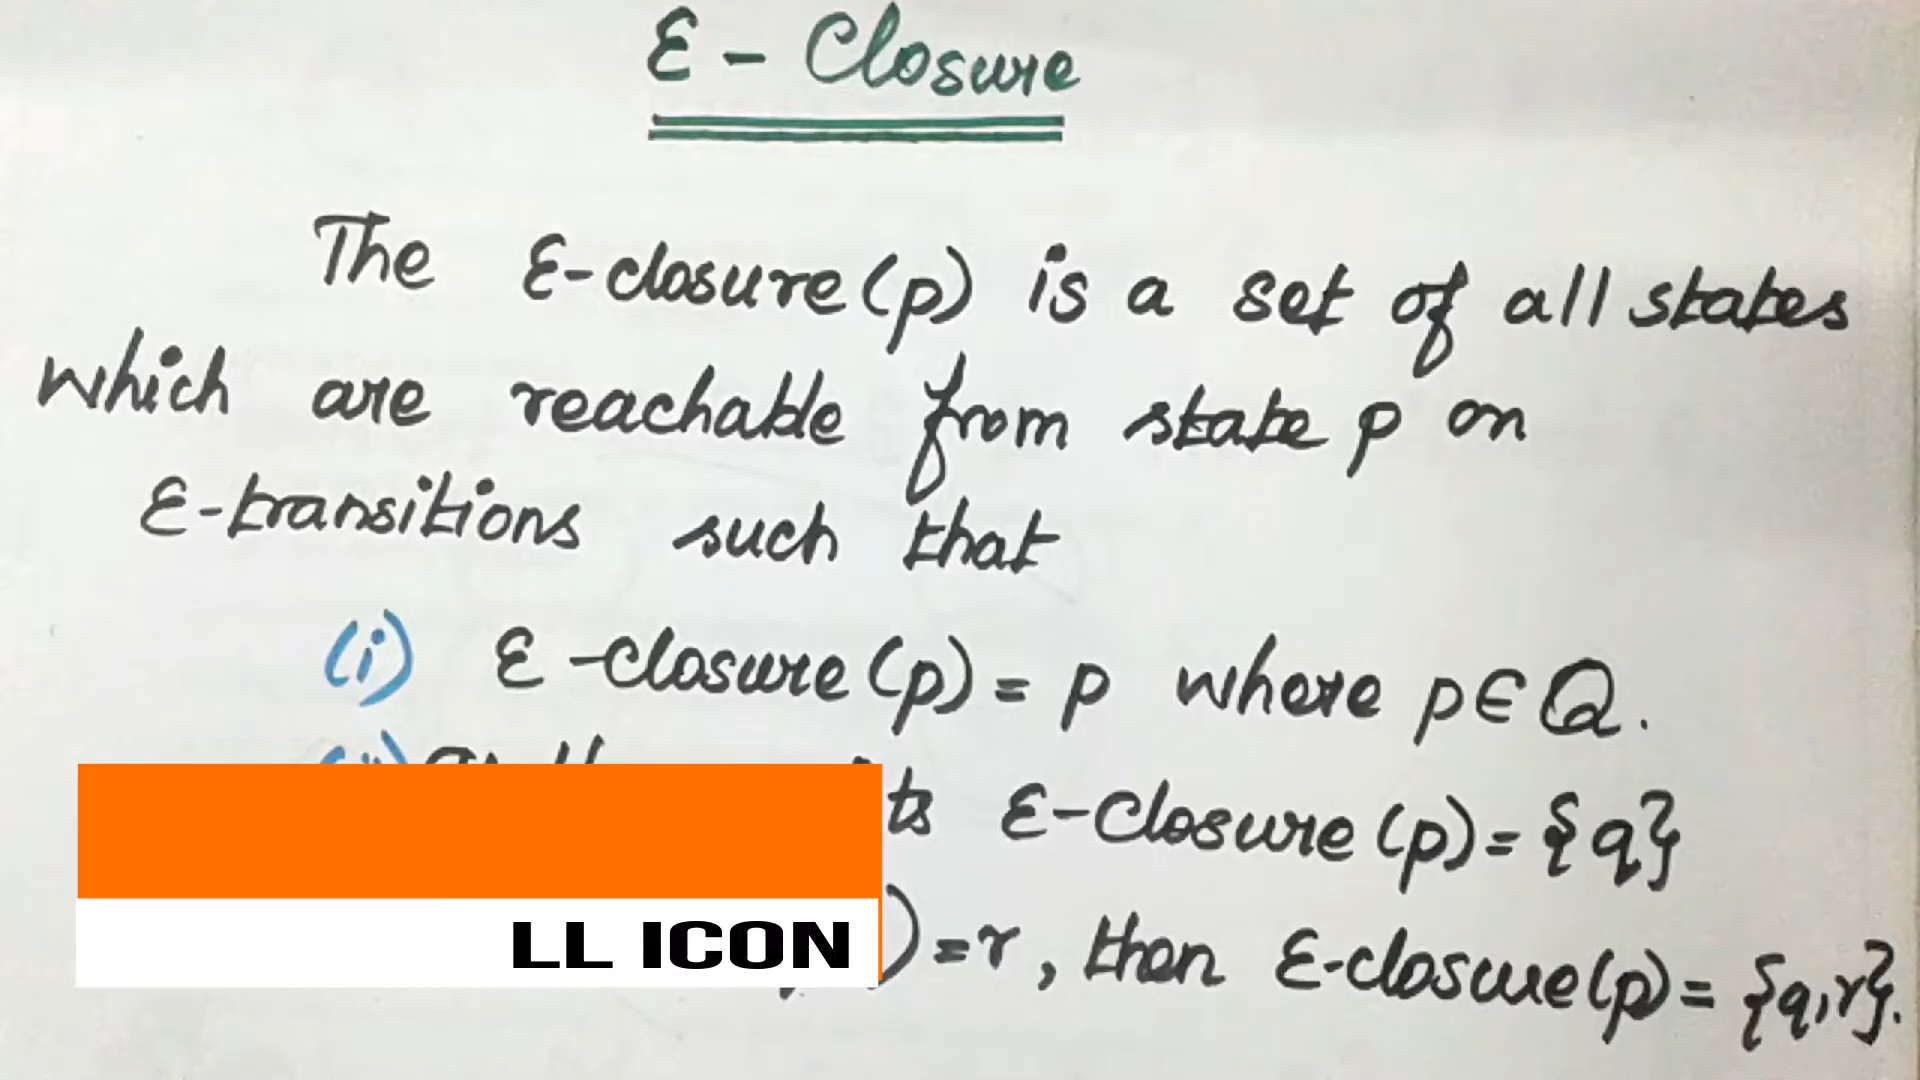 ε - Closure
The ε-closure(p) is a set of all states
which are reachable from state p on
ε-transitions such that
(i) ε-closure(p) = p where p∈Q.
ε-Closure(p) = {q}
) = r, then ε-closure(p) = {q,r}.
LL ICON